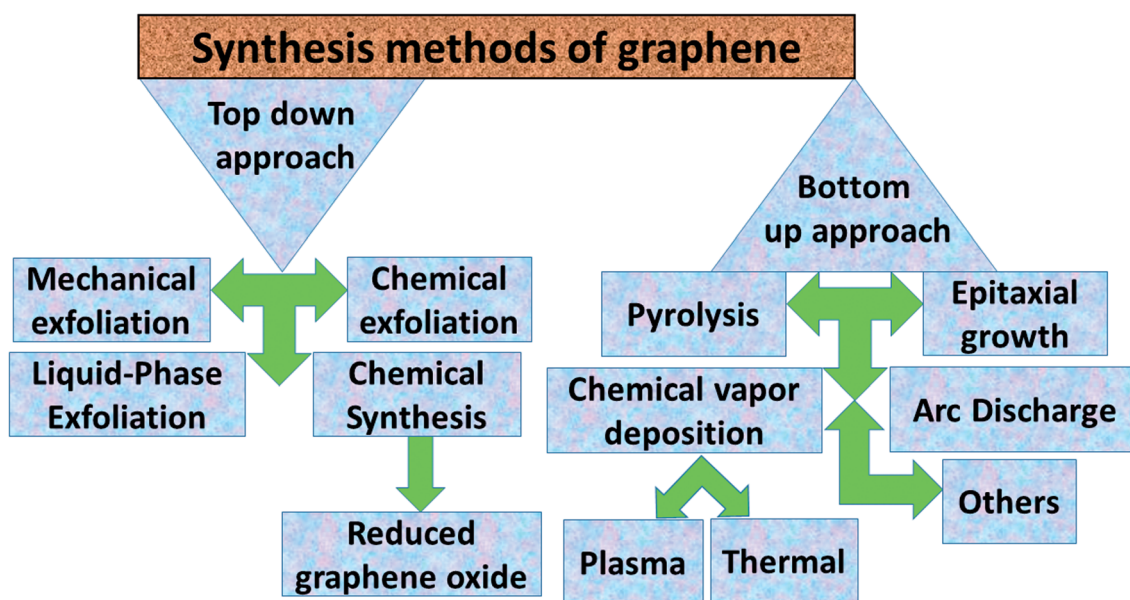 Synthesis methods of graphene
Top down
approach
Mechanical
exfoliation
Chemical
exfoliation
Liquid-Phase
Exfoliation
Chemical
Synthesis
Reduced
graphene oxide
Bottom
up approach
Pyrolysis
Epitaxial
growth
Chemical vapor
deposition
Arc Discharge
Others
Plasma
Thermal